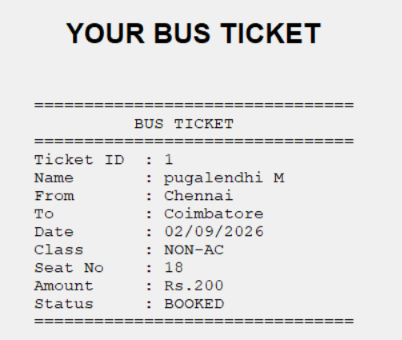 YOUR BUS TICKET
================================
BUS TICKET
================================
Ticket ID : 1
Name : pugalendhi M
From : Chennai
To : Coimbatore
Date : 02/09/2026
Class : NON-AC
Seat No : 18
Amount : Rs.200
Status : BOOKED
================================